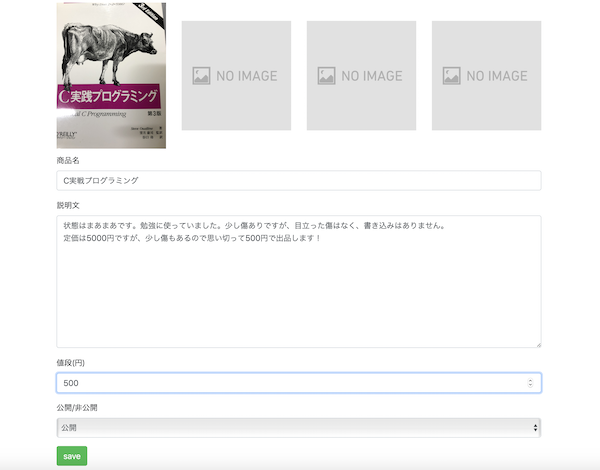 3rd Edition
C実践プログラミング
al C Programming
第3版
O'REILLY
NO IMAGE
NO IMAGE
NO IMAGE
商品名
C実戦プログラミング
説明文
状態はまあまあです。勉強に使っていました。少し傷ありですが、目立った傷はなく、書き込みはありません。
定価は5000円ですが、少し傷もあるので思い切って500円で出品します！
値段(円)
500
公開/非公開
公開
save